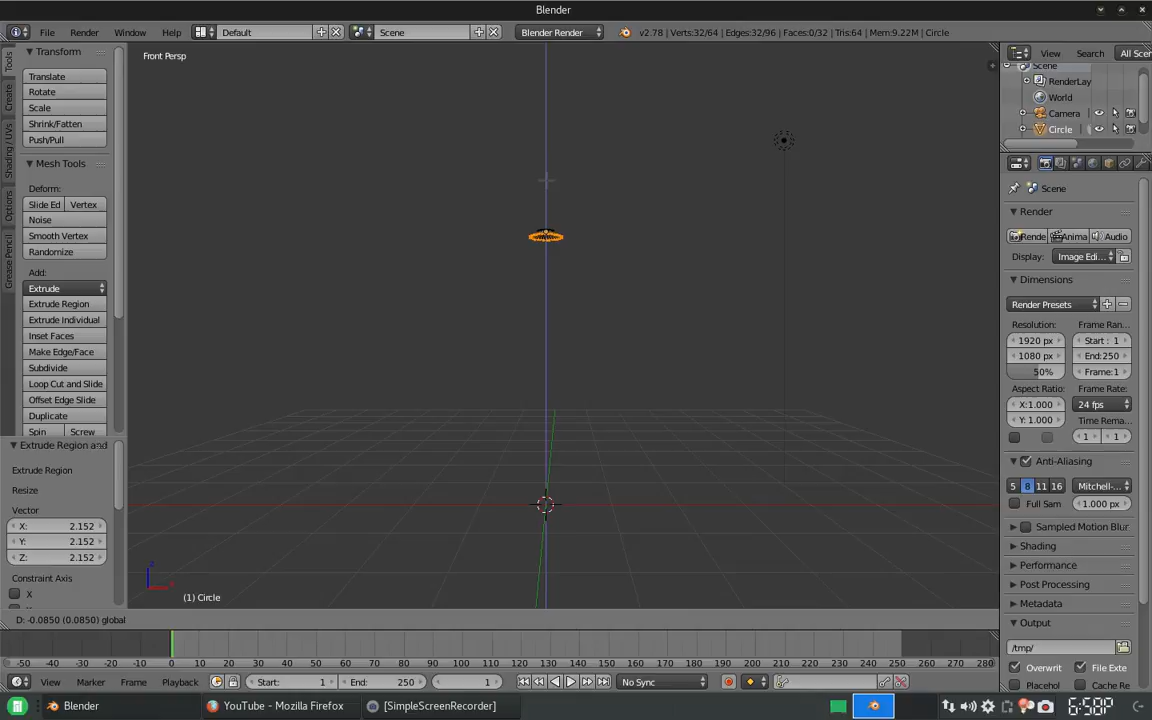 Blender
File Render Window Help Default Scene Blender Render v2.78 | Verts:32/64 | Edges:32/96 | Faces:0/32 | Tris:64 | Mem:9.22M | Circle
Tools
Create
Shading / UVs
Options
Grease Pencil
Transform
Translate
Rotate
Scale
Shrink/Fatten
Push/Pull
Mesh Tools
Deform:
Slide Ed Vertex
Noise
Smooth Vertex
Randomize
Add:
Extrude
Extrude Region
Extrude Individual
Inset Faces
Make Edge/Face
Subdivide
Loop Cut and Slide
Offset Edge Slide
Duplicate
Spin Screw
Extrude Region and
Extrude Region
Resize
Vector
X: 2.152
Y: 2.152
Z: 2.152
Constraint Axis
X
Front Persp
(1) Circle
D: -0.0850 (0.0850) global
View Search All Scen
Scene
RenderLay
World
Camera
Circle
Scene
Render
Rende Anima Audio
Display: Image Edi...
Dimensions
Render Presets
Resolution: Frame Ran...
1920 px Start : 1
1080 px End:250
50% Frame:1
Aspect Ratio: Frame Rate:
X:1.000 24 fps
Y: 1.000 Time Rema...
1 1
Anti-Aliasing
5 8 11 16 Mitchell-...
Full Sam 1.000 px
Sampled Motion Blur
Shading
Performance
Post Processing
Metadata
Output
/tmp/
Overwrit File Exte
Placehol Cache Re
-50 -40 -30 -20 -10 0 10 20 30 40 50 60 70 80 90 100 110 120 130 140 150 160 170 180 190 200 210 220 230 240 250 260 270 280
View Marker Frame Playback Start: 1 End: 250 1 No Sync
Blender YouTube - Mozilla Firefox [SimpleScreenRecorder] 6:58P